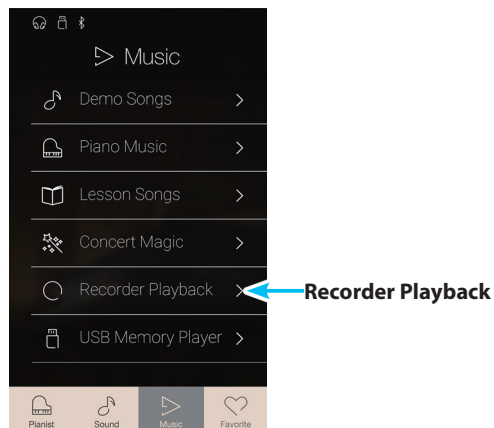 Music
Demo Songs
Piano Music
Lesson Songs
Concert Magic
Recorder Playback
Recorder Playback
USB Memory Player
Pianist
Sound
Music
Favorite